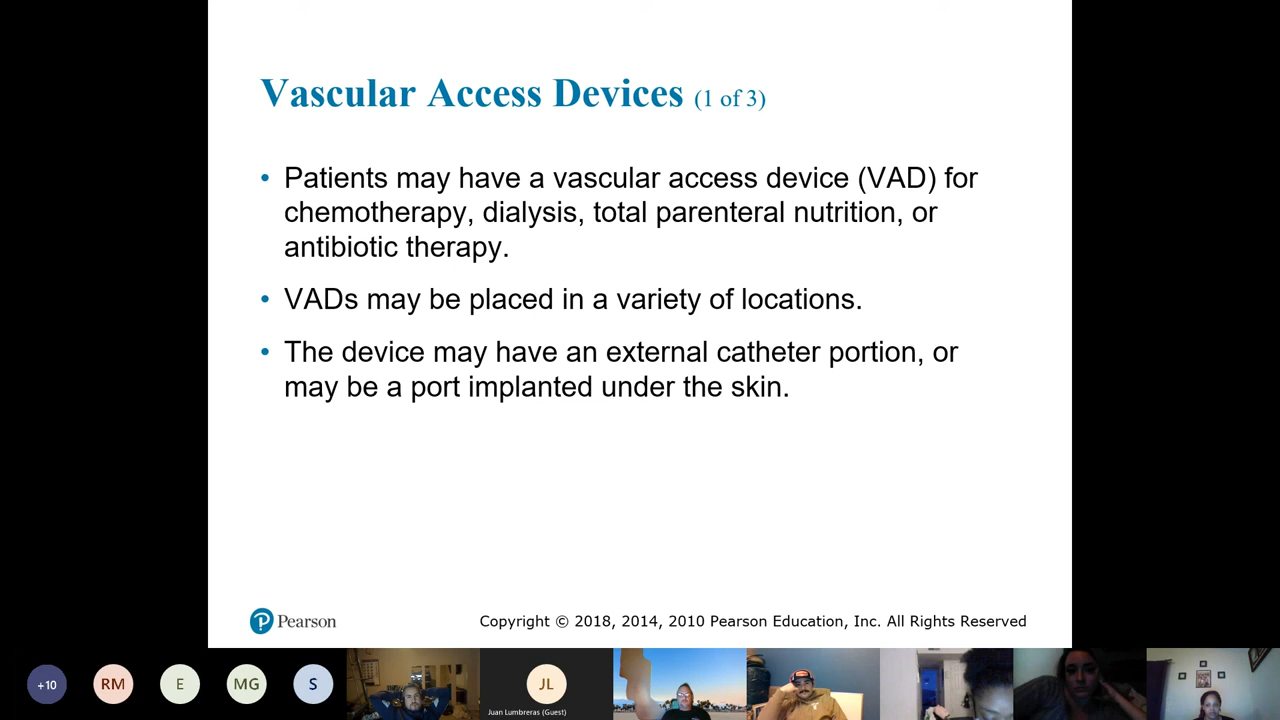 Vascular Access Devices (1 of 3)
• Patients may have a vascular access device (VAD) for
chemotherapy, dialysis, total parenteral nutrition, or
antibiotic therapy.
• VADs may be placed in a variety of locations.
• The device may have an external catheter portion, or
may be a port implanted under the skin.
P Pearson
Copyright © 2018, 2014, 2010 Pearson Education, Inc. All Rights Reserved
+10
RM
E
MG
S
JL
Juan Lumbreras (Guest)